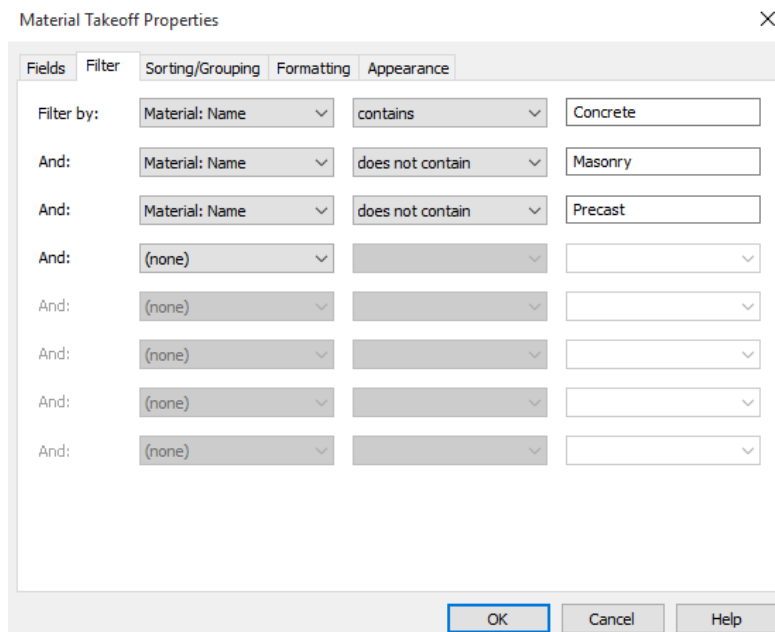 Material Takeoff Properties
Fields Filter Sorting/Grouping Formatting Appearance
Filter by: Material: Name contains Concrete
And: Material: Name does not contain Masonry
And: Material: Name does not contain Precast
And: (none)
And: (none)
And: (none)
And: (none)
And: (none)
OK Cancel Help